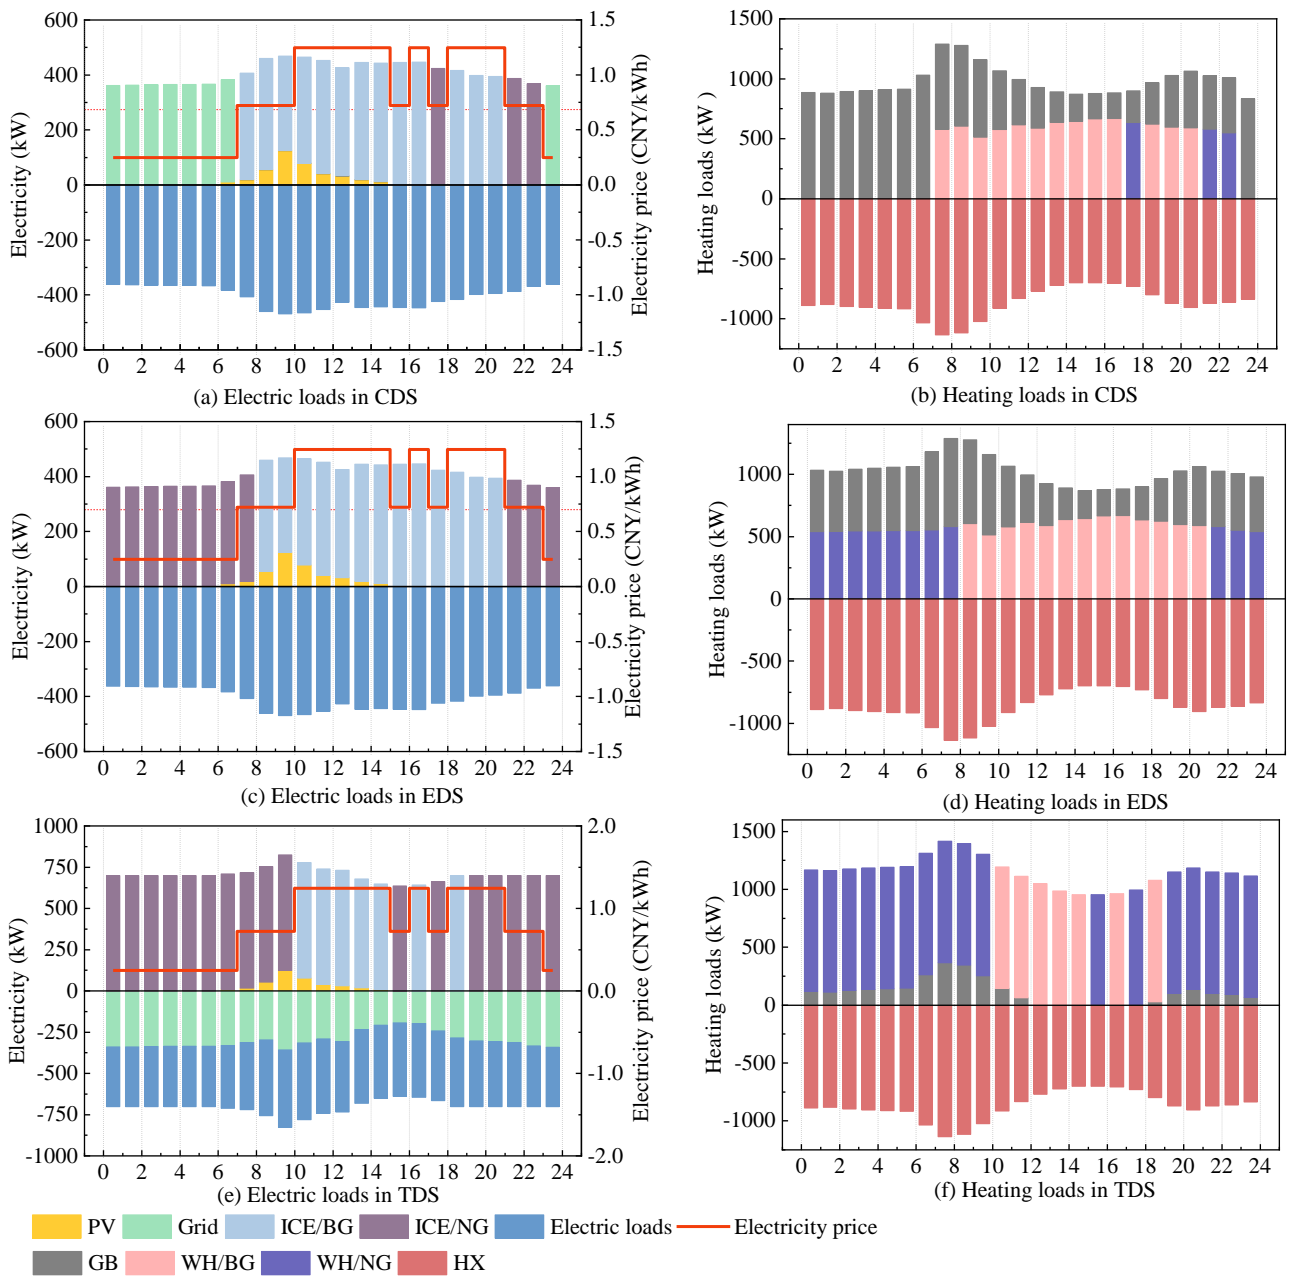 600
400
200
0
-200
-400
-600
Electricity (kW)
1.5
1.0
0.5
0.0
-0.5
-1.0
-1.5
Electricity price (CNY/kWh)
0 2 4 6 8 10 12 14 16 18 20 22 24
(a) Electric loads in CDS
1500
1000
500
0
-500
-1000
Heating loads (kW )
0 2 4 6 8 10 12 14 16 18 20 22 24
(b) Heating loads in CDS
600
400
200
0
-200
-400
-600
Electricity (kW)
1.5
1.0
0.5
0.0
-0.5
-1.0
-1.5
Electricity price (CNY/kWh)
0 2 4 6 8 10 12 14 16 18 20 22 24
(c) Electric loads in EDS
1000
500
0
-500
-1000
Heating loads (kW)
0 2 4 6 8 10 12 14 16 18 20 22 24
(d) Heating loads in EDS
1000
750
500
250
0
-250
-500
-750
-1000
Electricity (kW)
2.0
1.0
0.0
-1.0
-2.0
Electricity price (CNY/kWh)
0 2 4 6 8 10 12 14 16 18 20 22 24
(e) Electric loads in TDS
1500
1000
500
0
-500
-1000
Heating loads (kW)
0 2 4 6 8 10 12 14 16 18 20 22 24
(f) Heating loads in TDS
PV Grid ICE/BG ICE/NG Electric loads Electricity price
GB WH/BG WH/NG HX